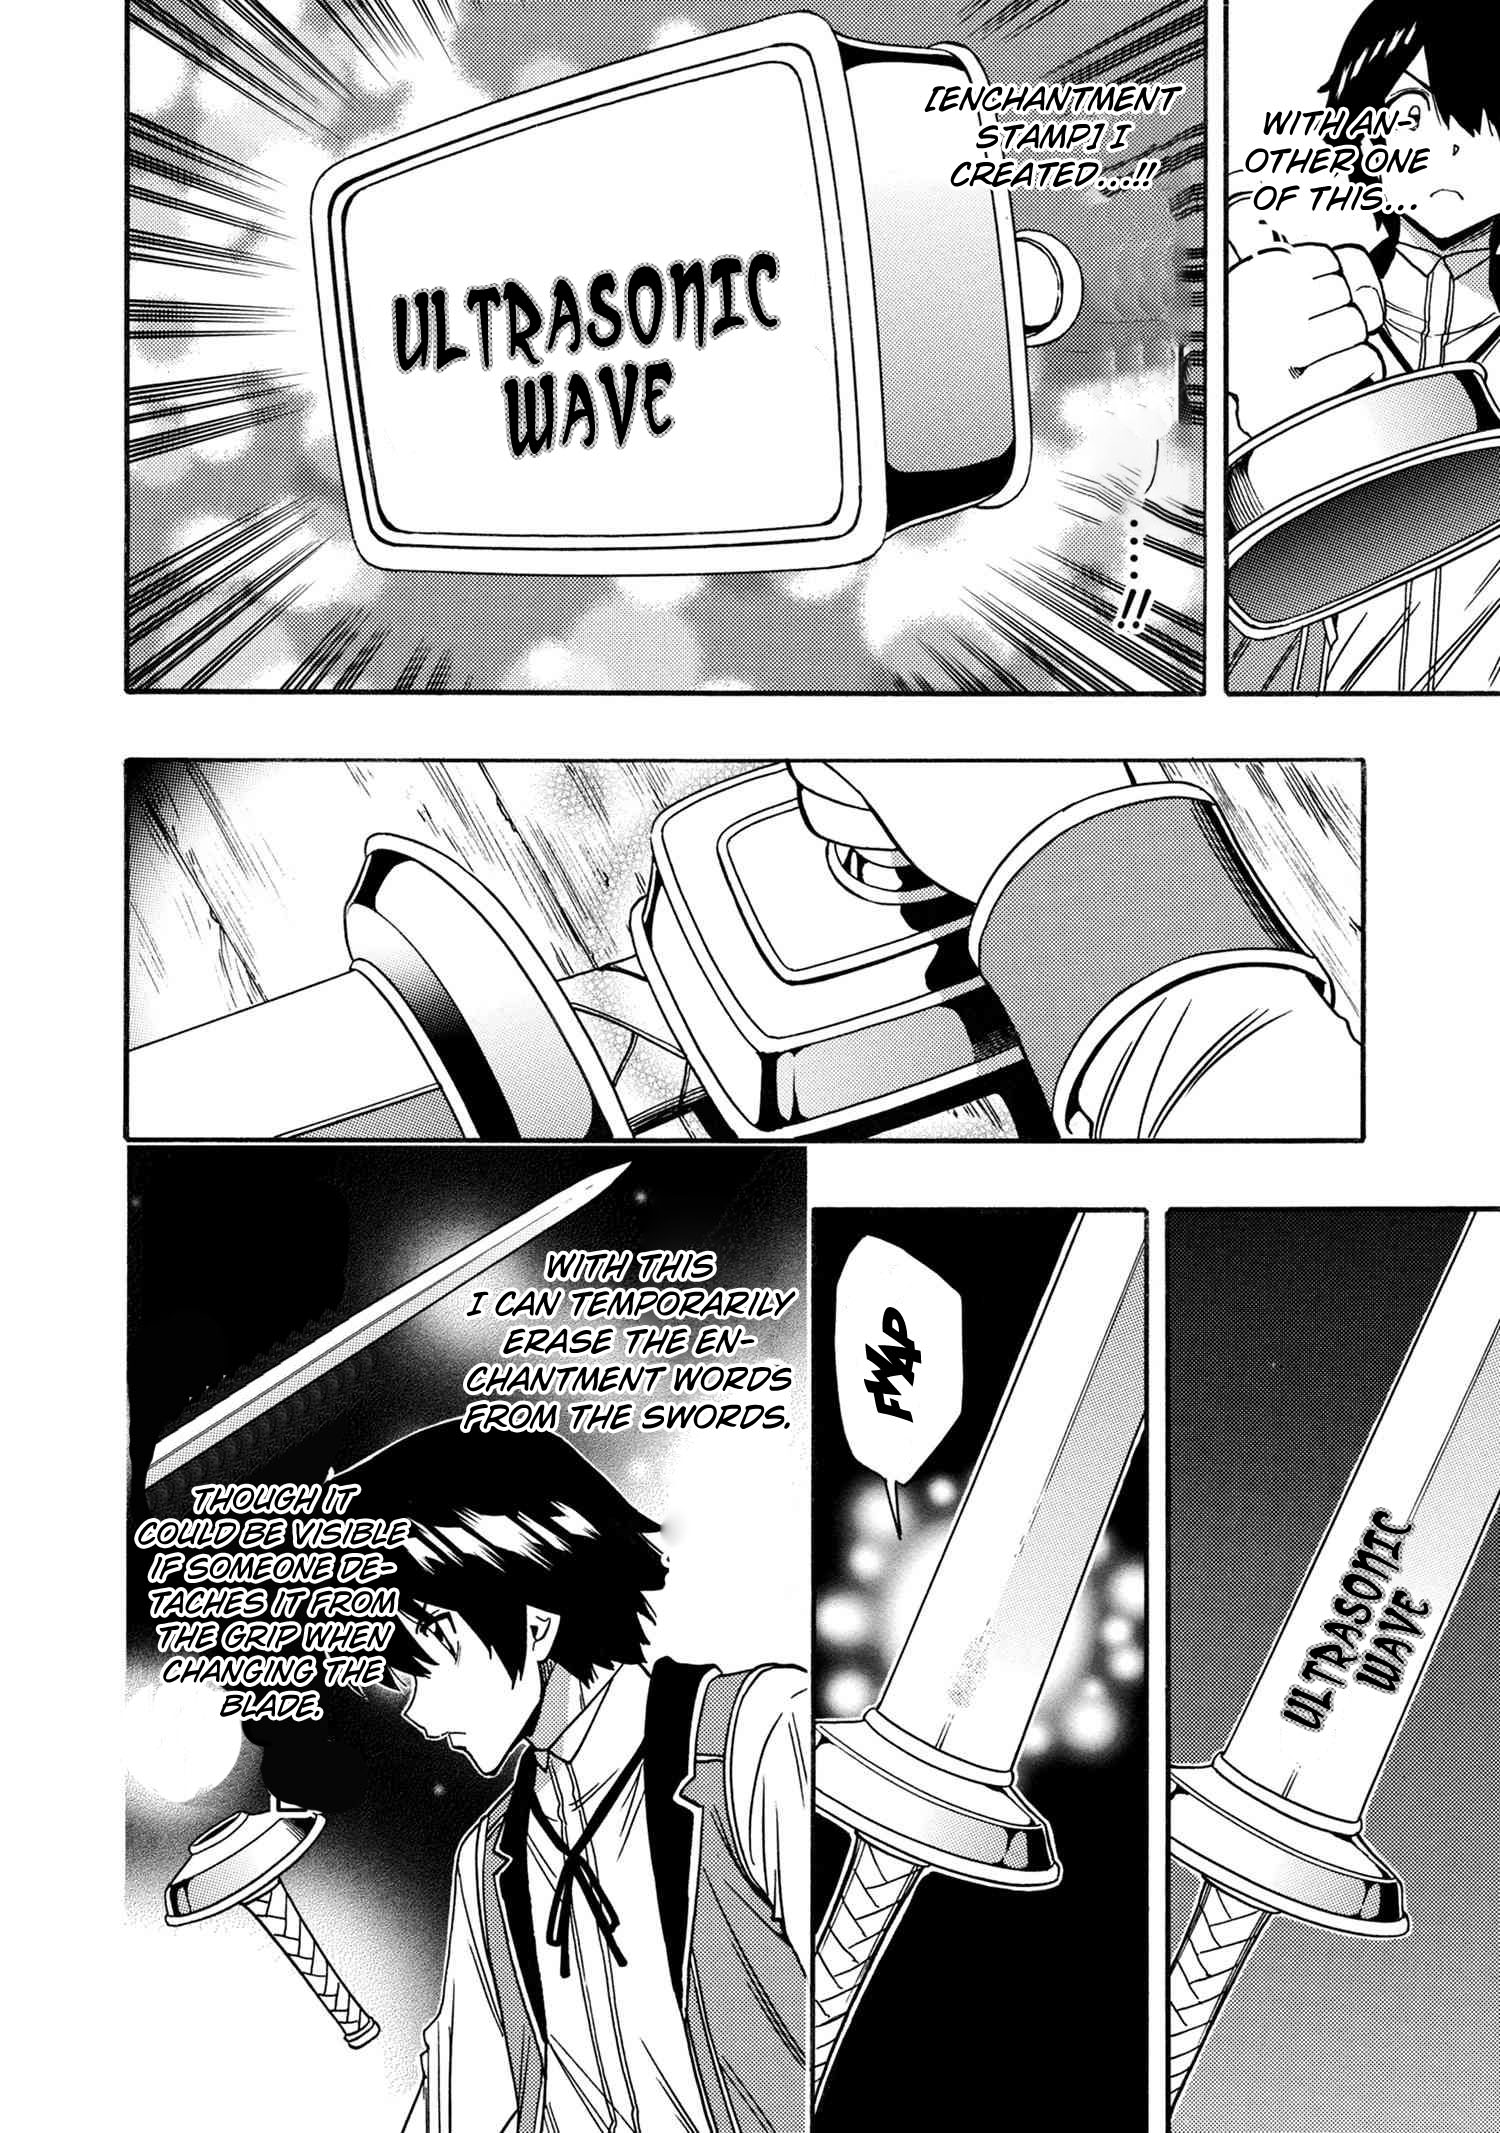 WITH AN-
OTHER ONE
OF THIS...
[ENCHANTMENT
STAMP] I
CREATED...!!
ULTRASONIC
WAVE
......!!
ULTRASONIC
WAVE
FWAP
WITH THIS
I CAN TEMPORARILY
ERASE THE EN-
CHANTMENT WORDS
FROM THE SWORDS.
THOUGH IT
COULD BE VISIBLE
IF SOMEONE DE-
TACHES IT FROM
THE GRIP WHEN
CHANGING THE
BLADE.